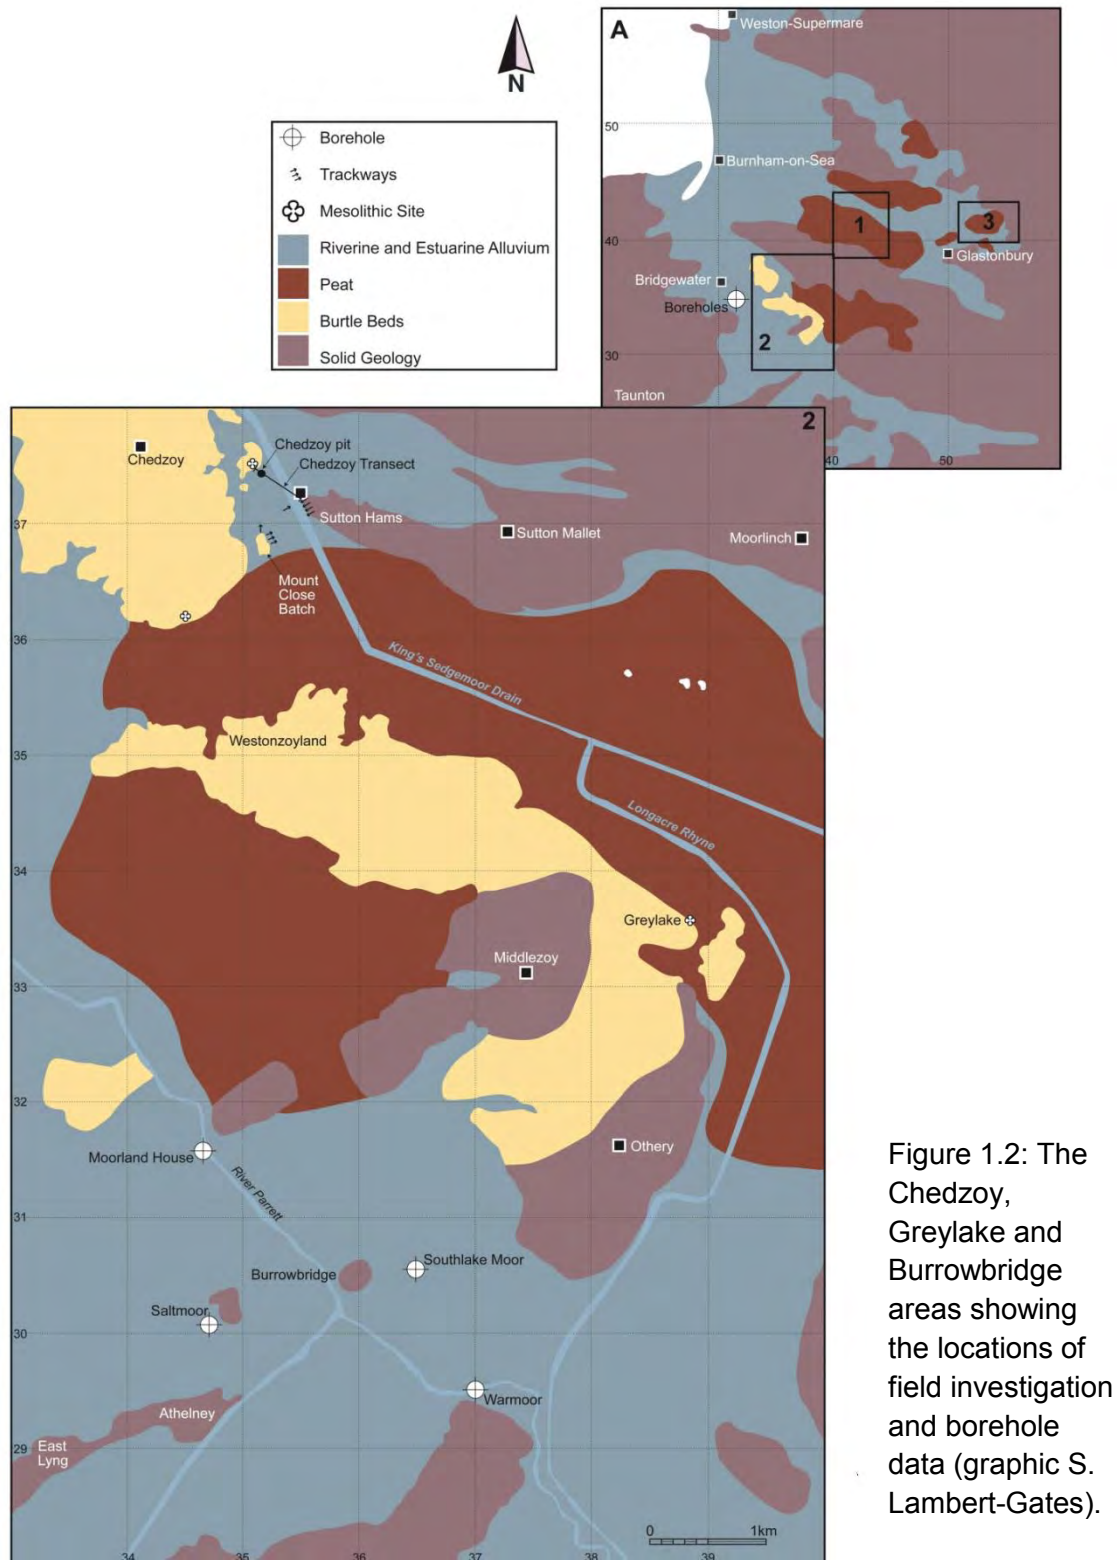 N
Borehole
Trackways
Mesolithic Site
Riverine and Estuarine Alluvium
Peat
Burtle Beds
Solid Geology
A
Weston-Supermare
50
Burnham-on-Sea
1
3
40
Glastonbury
Bridgewater
Boreholes
2
30
Taunton
40
50
2
Chedzoy
Chedzoy pit
Chedzoy Transect
Sutton Hams
37
Sutton Mallet
Moorlinch
Mount
Close
Batch
36
King's Sedgemoor Drain
Westonzoyland
35
Longacre Rhyne
34
Greylake
Middlezoy
33
32
Moorland House
Othery
River Parrett
31
Southlake Moor
Burrowbridge
Saltmoor
30
Warmoor
Athelney
East
Lyng
29
0 1km
34 35 36 37 38 39
Figure 1.2: The
Chedzoy,
Greylake and
Burrowbridge
areas showing
the locations of
field investigation
and borehole
data (graphic S.
Lambert-Gates).